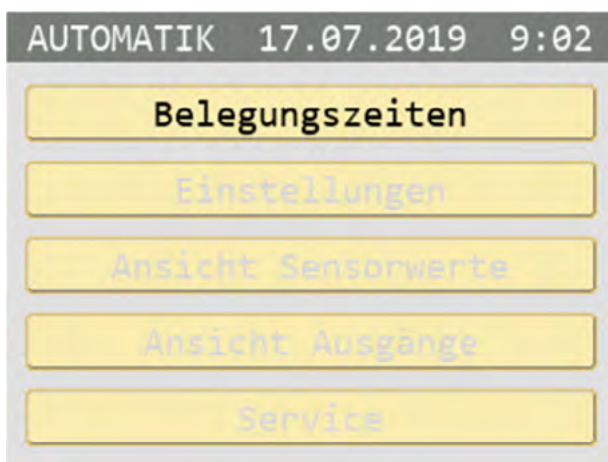 AUTOMATIK 17.07.2019 9:02
Belegungszeiten
Einstellungen
Ansicht Sensorwerte
Ansicht Ausgänge
Service